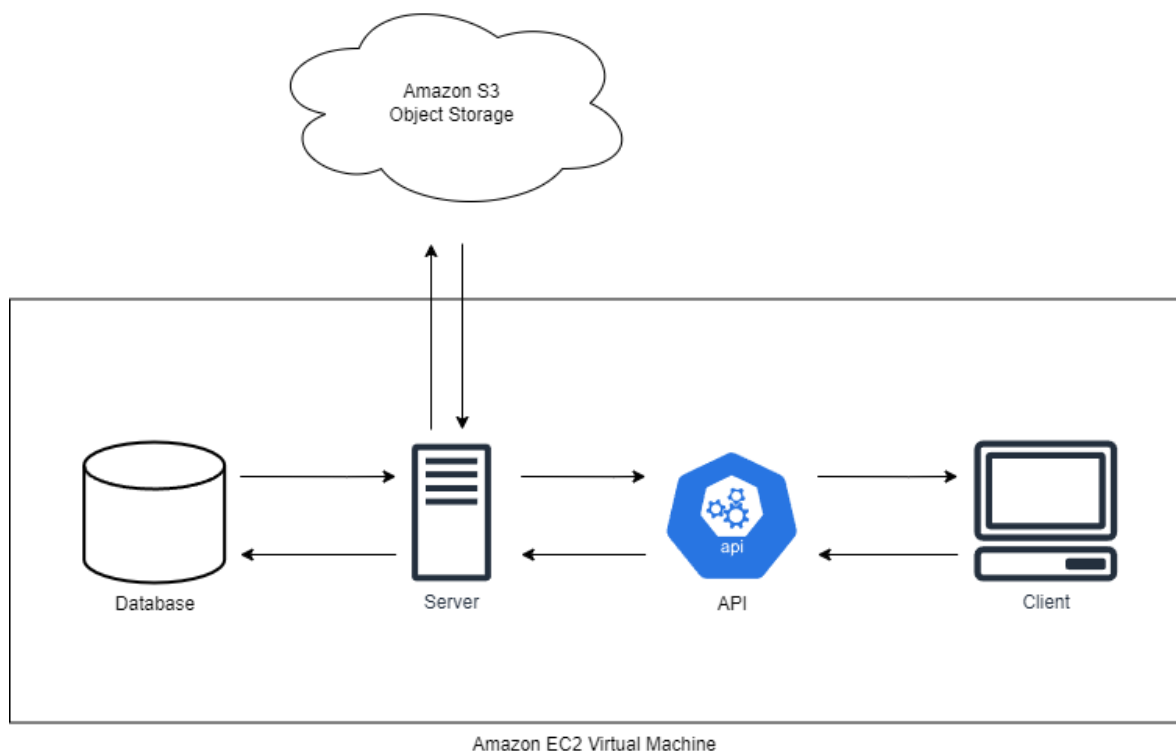 Amazon S3
Object Storage
api
Database
Server
API
Client
Amazon EC2 Virtual Machine